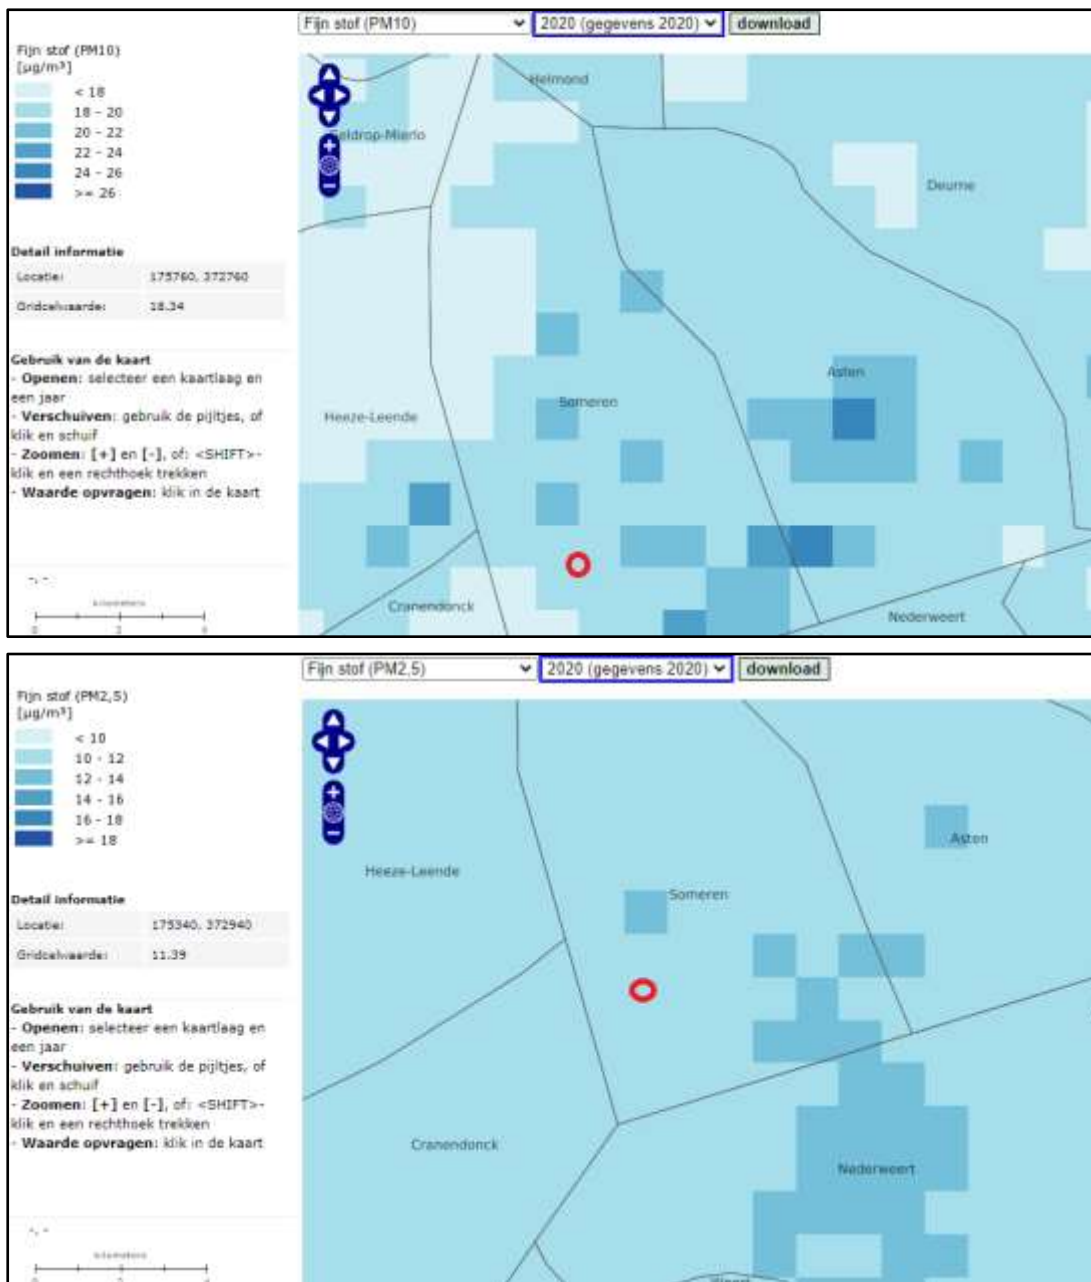 Fijn stof (PM10)
2020 (gegevens 2020)
download
Fijn stof (PM10)
[µg/m³]
< 18
18 - 20
20 - 22
22 - 24
24 - 26
>= 26
Detail informatie
Locatie: 175760, 372760
Gridcelwaarde: 18.34
Gebruik van de kaart
- Openen: selecteer een kaartlaag en
een jaar
- Verschuiven: gebruik de pijltjes, of
klik en schuif
- Zoomen: [+] en [-], of: <SHIFT>-
klik en een rechthoek trekken
- Waarde opvragen: klik in de kaart
-, -
kilometers
0 2 4
Helmond
Geldrop-Mierlo
Deurne
Asten
Someren
Heeze-Leende
Cranendonck
Nederweert
Fijn stof (PM2,5)
2020 (gegevens 2020)
download
Fijn stof (PM2,5)
[µg/m³]
< 10
10 - 12
12 - 14
14 - 16
16 - 18
>= 18
Detail informatie
Locatie: 175340, 372940
Gridcelwaarde: 11.39
Gebruik van de kaart
- Openen: selecteer een kaartlaag en
een jaar
- Verschuiven: gebruik de pijltjes, of
klik en schuif
- Zoomen: [+] en [-], of: <SHIFT>-
klik en een rechthoek trekken
- Waarde opvragen: klik in de kaart
-, -
kilometers
Asten
Heeze-Leende
Someren
Cranendonck
Nederweert
Weert